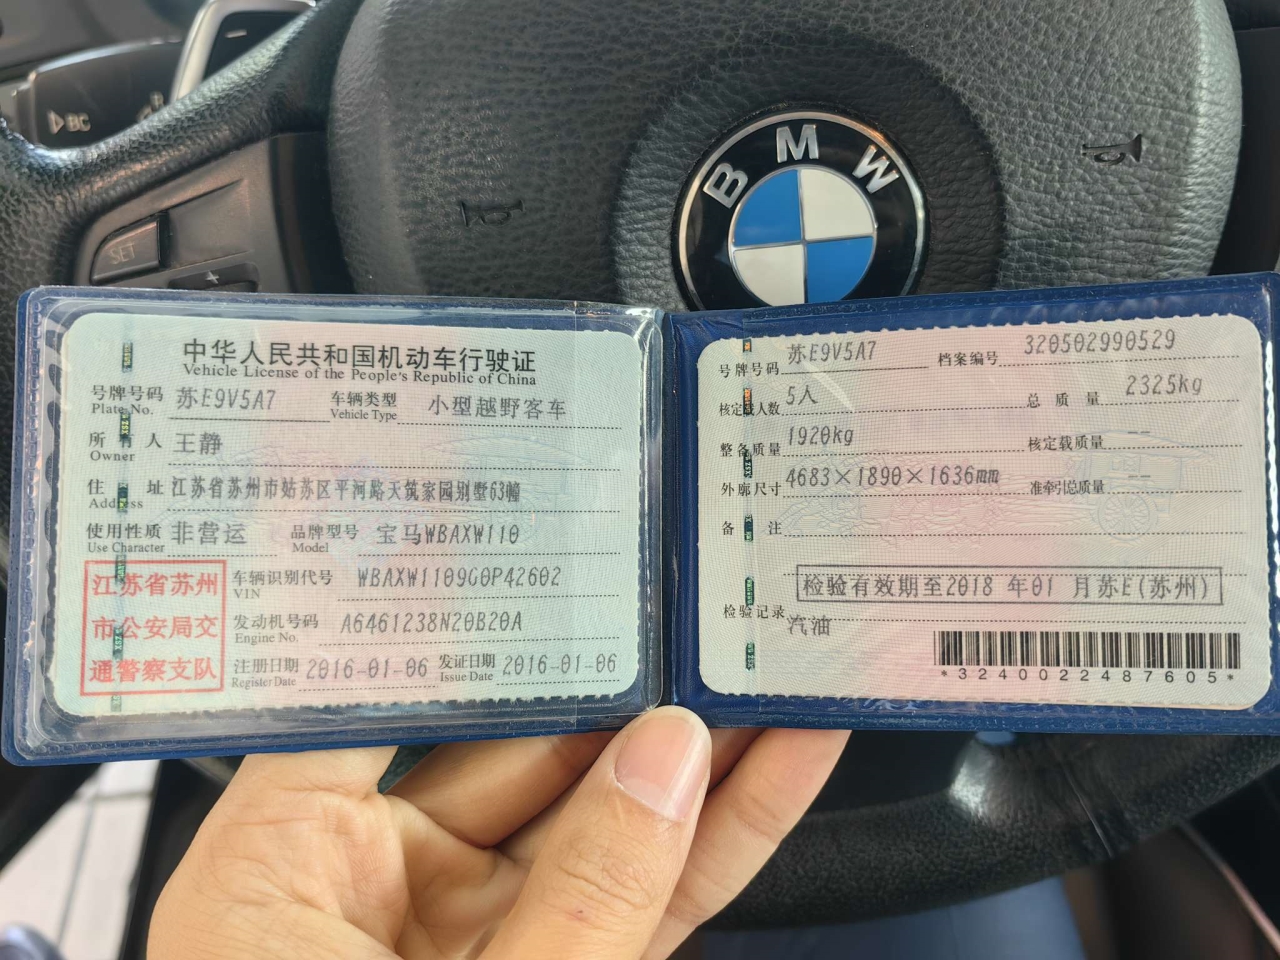 BC
SET
+
BMW
中华人民共和国机动车行驶证
Vehicle License of the People's Republic of China
号牌号码 苏E9V5A7 车辆类型 小型越野客车
Plate No. Vehicle Type
所有人 王静
Owner
住址 江苏省苏州市姑苏区平河路天筑家园别墅63幢
Address
使用性质 非营运 品牌型号 宝马WBAXW110
Use Character Model
江苏省苏州
市公安局交
通警察支队
车辆识别代号 WBAXW1109G0P42602
VIN
发动机号码 A6461238N20B20A
Engine No.
注册日期 2016-01-06 发证日期 2016-01-06
Register Date Issue Date
号牌号码 苏E9V5A7 档案编号 320502990529
核定载人数 5人 总质量 2325kg
整备质量 1920kg 核定载质量 --
外廓尺寸 4683×1890×1636mm 准牵引总质量 --
备注
检验有效期至2018 年01 月苏E(苏州)
检验记录
汽油
*3240022487605*